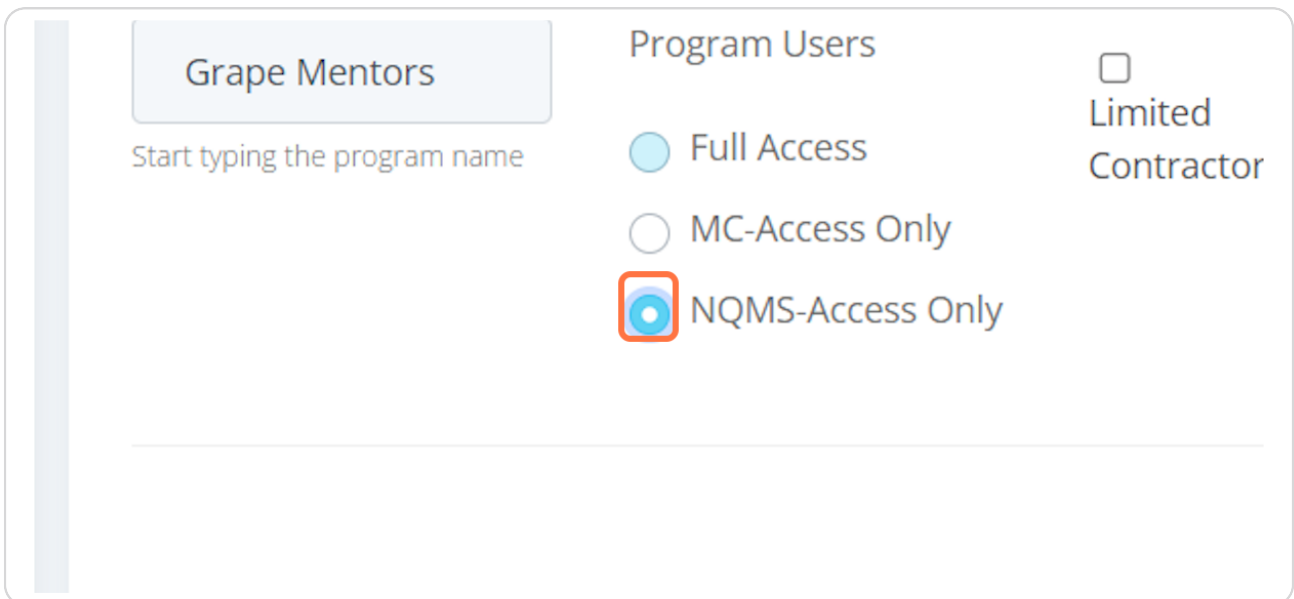 Grape Mentors
Start typing the program name
Program Users
Full Access
MC-Access Only
NQMS-Access Only
Limited
Contractor